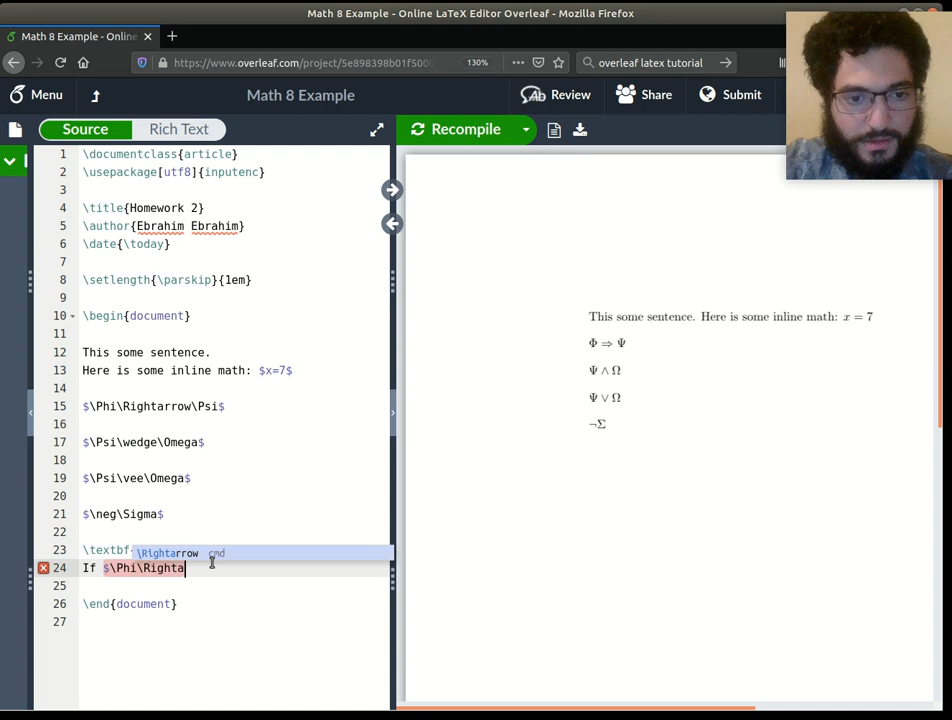 Math 8 Example - Online LaTeX Editor Overleaf - Mozilla Firefox
Math 8 Example - Online
https://www.overleaf.com/project/5e898398b01f5000
130%
overleaf latex tutorial
Menu
Math 8 Example
Review
Share
Submit
Source
Rich Text
Recompile
1 \documentclass{article}
2 \usepackage[utf8]{inputenc}
3
4 \title{Homework 2}
5 \author{Ebrahim Ebrahim}
6 \date{\today}
7
8 \setlength{\parskip}{1em}
9
10 \begin{document}
11
12 This some sentence.
13 Here is some inline math: $x=7$
14
15 $\Phi\Rightarrow\Psi$
16
17 $\Psi\wedge\Omega$
18
19 $\Psi\vee\Omega$
20
21 $\neg\Sigma$
22
23 \textbf
\Rightarrow cmd
24 If $\Phi\Righta
25
26 \end{document}
27
This some sentence. Here is some inline math: x = 7
Φ ⇒ Ψ
Ψ ∧ Ω
Ψ ∨ Ω
¬Σ